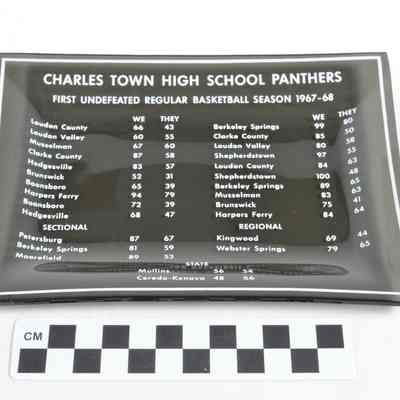 CHARLES TOWN HIGH SCHOOL PANTHERS
FIRST UNDEFEATED REGULAR BASKETBALL SEASON 1967-68
WE THEY
Loudon County 66 43
Loudon Valley 60 55
Musselman 67 60
Clarke County 87 58
Hedgesville 83 57
Brunswick 52 31
Boonsboro 65 39
Harpers Ferry 94 79
Boonsboro 72 39
Hedgesville 68 47
SECTIONAL
Petersburg 87 67
Berkeley Springs 81 59
Moorefield 89 53
WE THEY
Berkeley Springs 99 80
Clarke County 85 50
Loudon Valley 80 58
Shepherdstown 97 55
Loudon County 84 63
Shepherdstown 100 48
Berkeley Springs 89 65
Musselman 83 63
Brunswick 75 41
Harpers Ferry 84 64
REGIONAL
Kingwood 69 44
Webster Springs 79 65
STATE
Mullins 56 54
Ceredo-Kenova 48 56
CM